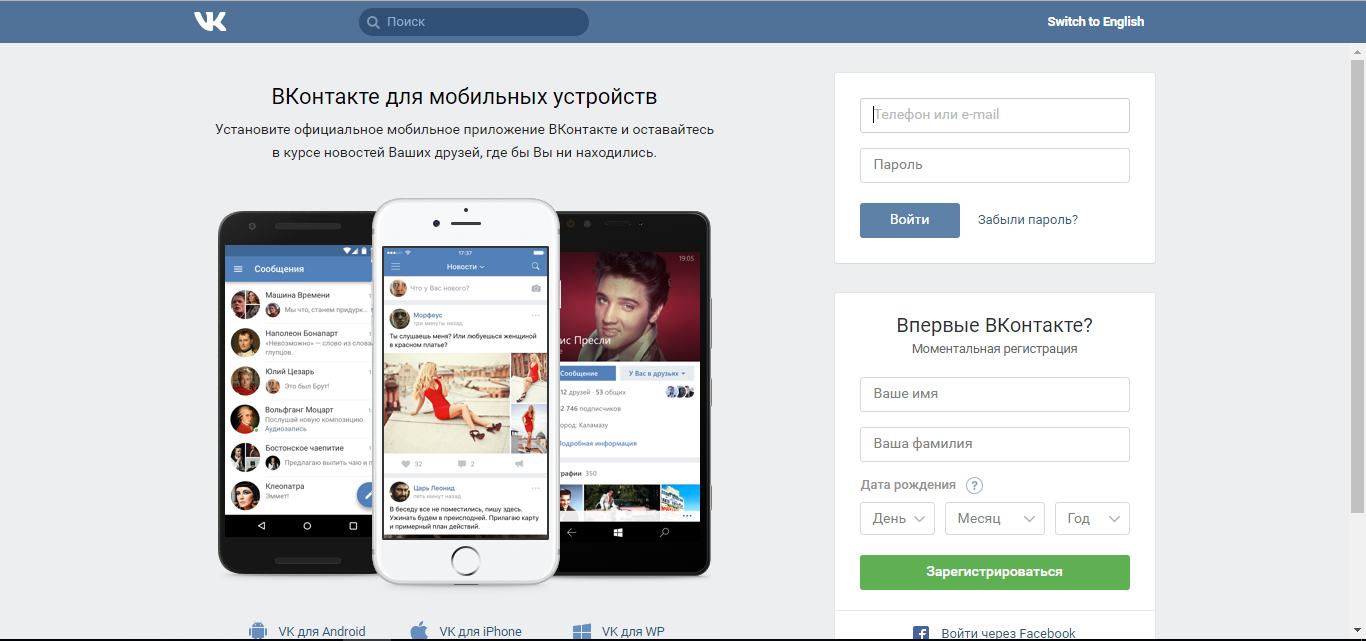 VK
Поиск
Switch to English
ВКонтакте для мобильных устройств
Установите официальное мобильное приложение ВКонтакте и оставайтесь
в курсе новостей Ваших друзей, где бы Вы ни находились.
Сообщения
Машина Времени
Мы что, станем придурк...
Наполеон Бонапарт
«Невозможно» — слово из слова
глупцов.
Юлий Цезарь
Это был Брут!
Вольфганг Моцарт
Послушай новую композицию.
Аудиозапись
Бостонское чаепитие
Предлагаю выпить чаю и п
Клеопатра
Эммет!
17:37
Новости
Что у Вас нового?
Морфеус
три минуты назад
Ты слушаешь меня? Или любуешься женщиной
в красном платье?
32
2
Царь Леонид
пять минут назад
В беседу все не поместились, пишу здесь.
Ужинать будем в преисподней. Прилагаю карту
и примерный план действий.
19:05
ис Пресли
Сообщение
У Вас в друзьях
12 друзей · 53 общих
2 746 подписчиков
ород: Каламазу
одробная информация
графии 350
VK для Android
VK для iPhone
VK для WP
Телефон или e-mail
Пароль
Войти
Забыли пароль?
Впервые ВКонтакте?
Моментальная регистрация
Ваше имя
Ваша фамилия
Дата рождения ?
День
Месяц
Год
Зарегистрироваться
Войти через Facebook